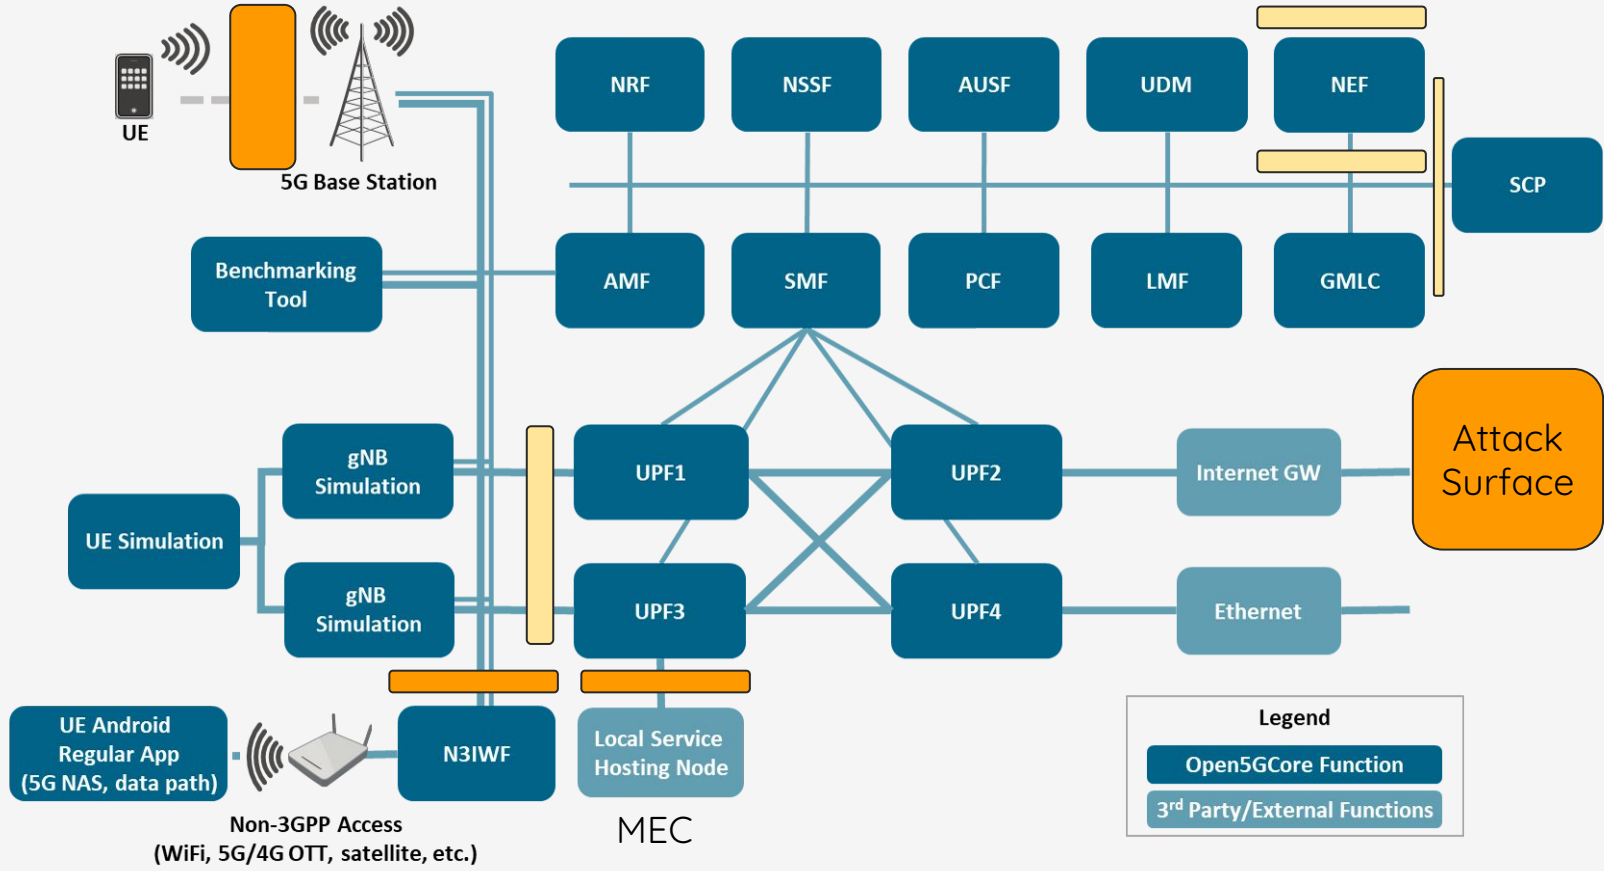 UE
5G Base Station
NRF
NSSF
AUSF
UDM
NEF
SCP
Benchmarking
Tool
AMF
SMF
PCF
LMF
GMLC
gNB
Simulation
UPF1
UPF2
Internet GW
Attack
Surface
UE Simulation
gNB
Simulation
UPF3
UPF4
Ethernet
UE Android
Regular App
(5G NAS, data path)
N3IWF
Local Service
Hosting Node
Non-3GPP Access
(WiFi, 5G/4G OTT, satellite, etc.)
MEC
Legend
Open5GCore Function
3rd Party/External Functions